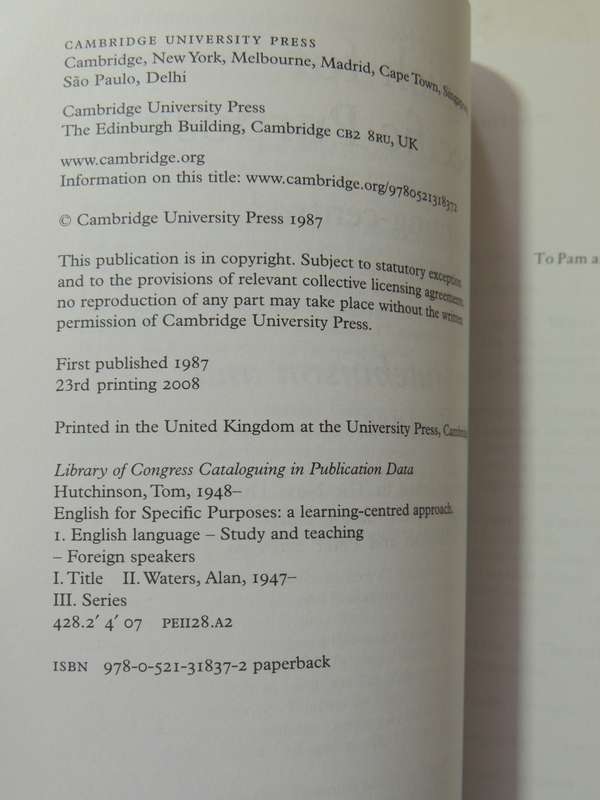 CAMBRIDGE UNIVERSITY PRESS
Cambridge, New York, Melbourne, Madrid, Cape Town,
São Paulo, Delhi
Cambridge University Press
The Edinburgh Building, Cambridge CB2 8RU, UK
www.cambridge.org
Information on this title: www.cambridge.org/9780521318372
© Cambridge University Press 1987
This publication is in copyright. Subject to statutory exception
and to the provisions of relevant collective licensing agreements,
no reproduction of any part may take place without the written
permission of Cambridge University Press.
First published 1987
23rd printing 2008
Printed in the United Kingdom at the University Press,
Library of Congress Cataloguing in Publication Data
Hutchinson, Tom, 1948–
English for Specific Purposes: a learning-centred approach.
1. English language – Study and teaching
– Foreign speakers
I. Title II. Waters, Alan, 1947–
III. Series
428.2′ 4′ 07 PE1128.A2
ISBN 978-0-521-31837-2 paperback
To Pam a